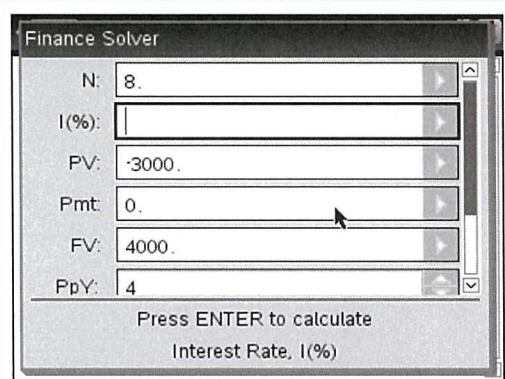 Finance Solver
N: 8.
I(%):
PV: -3000.
Pmt: 0.
FV: 4000.
PpY: 4
Press ENTER to calculate
Interest Rate, I(%)